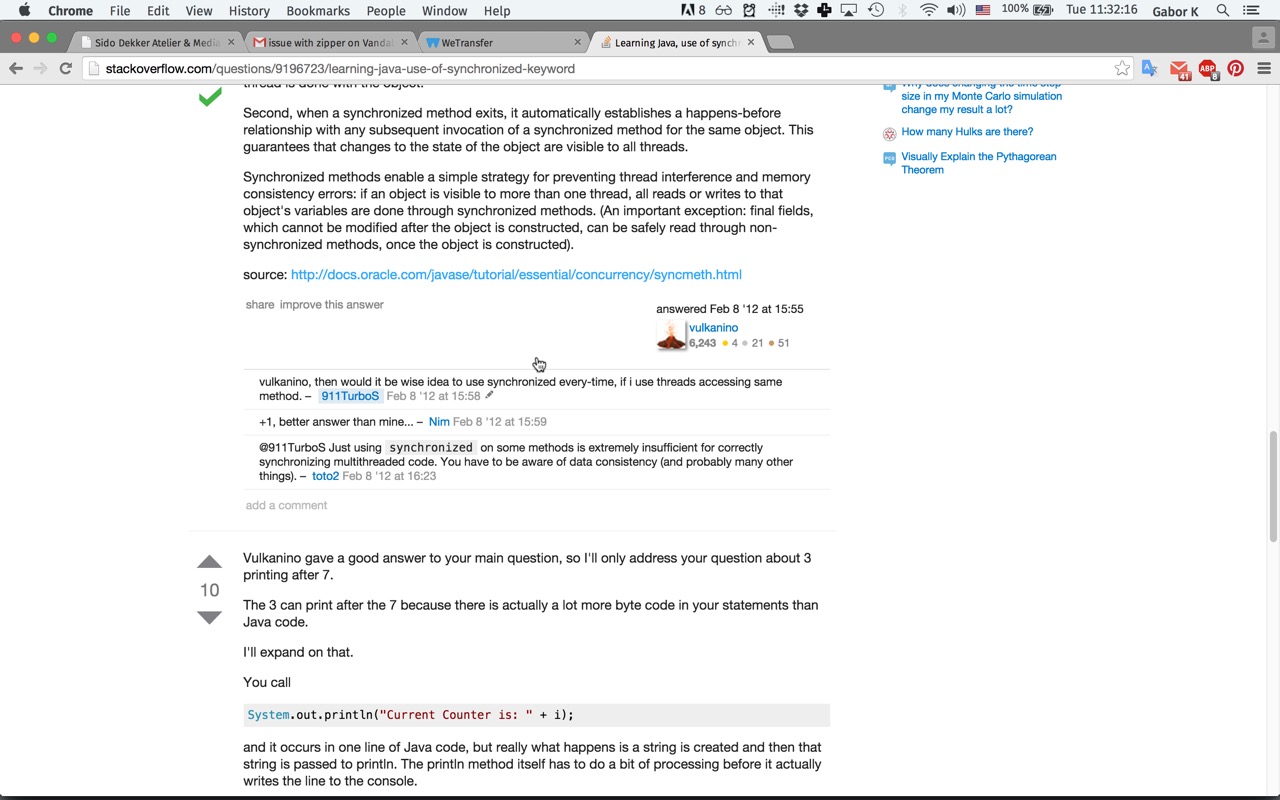 Chrome File Edit View History Bookmarks People Window Help 8 100% Tue 11:32:16 Gabor K
Sido Dekker Atelier & Media issue with zipper on Vandal WeTransfer Learning Java, use of synch
stackoverflow.com/questions/9196723/learning-java-use-of-synchronized-keyword 41 ABP 8
thread is done with the object.
Second, when a synchronized method exits, it automatically establishes a happens-before
relationship with any subsequent invocation of a synchronized method for the same object. This
guarantees that changes to the state of the object are visible to all threads.
Synchronized methods enable a simple strategy for preventing thread interference and memory
consistency errors: if an object is visible to more than one thread, all reads or writes to that
object's variables are done through synchronized methods. (An important exception: final fields,
which cannot be modified after the object is constructed, can be safely read through non-
synchronized methods, once the object is constructed).
source: http://docs.oracle.com/javase/tutorial/essential/concurrency/syncmeth.html
share improve this answer
answered Feb 8 '12 at 15:55
vulkanino
6,243 4 21 51
vulkanino, then would it be wise idea to use synchronized every-time, if i use threads accessing same
method. – 911TurboS Feb 8 '12 at 15:58
+1, better answer than mine... – Nim Feb 8 '12 at 15:59
@911TurboS Just using synchronized on some methods is extremely insufficient for correctly
synchronizing multithreaded code. You have to be aware of data consistency (and probably many other
things). – toto2 Feb 8 '12 at 16:23
add a comment
10
Vulkanino gave a good answer to your main question, so I'll only address your question about 3
printing after 7.
The 3 can print after the 7 because there is actually a lot more byte code in your statements than
Java code.
I'll expand on that.
You call
System.out.println("Current Counter is: " + i);
and it occurs in one line of Java code, but really what happens is a string is created and then that
string is passed to println. The println method itself has to do a bit of processing before it actually
writes the line to the console.
Why does changing the time step
size in my Monte Carlo simulation
change my result a lot?
How many Hulks are there?
PCG
Visually Explain the Pythagorean
Theorem